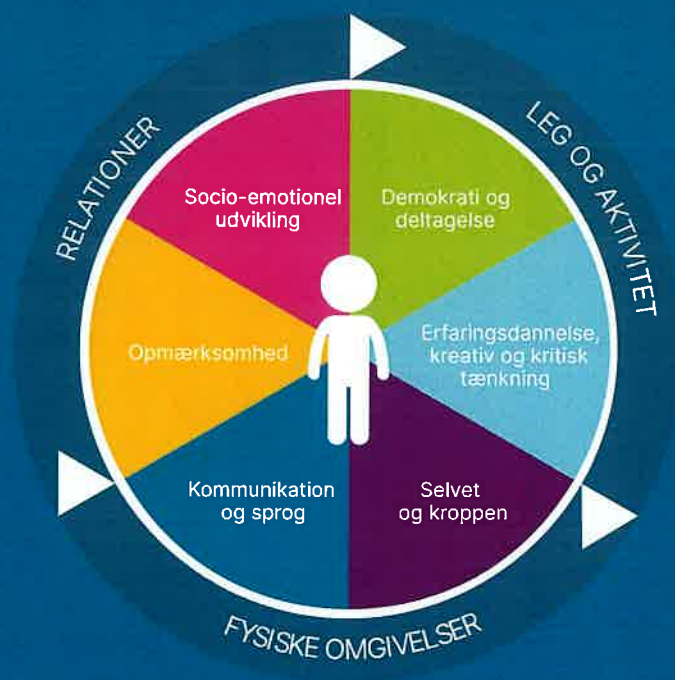 RELATIONER
LEG OG AKTIVITET
Socio-emotionel
udvikling
Demokrati og
deltagelse
Opmærksomhed
Erfaringsdannelse,
kreativ og kritisk
tænkning
Kommunikation
og sprog
Selvet
og kroppen
FYSISKE OMGIVELSER